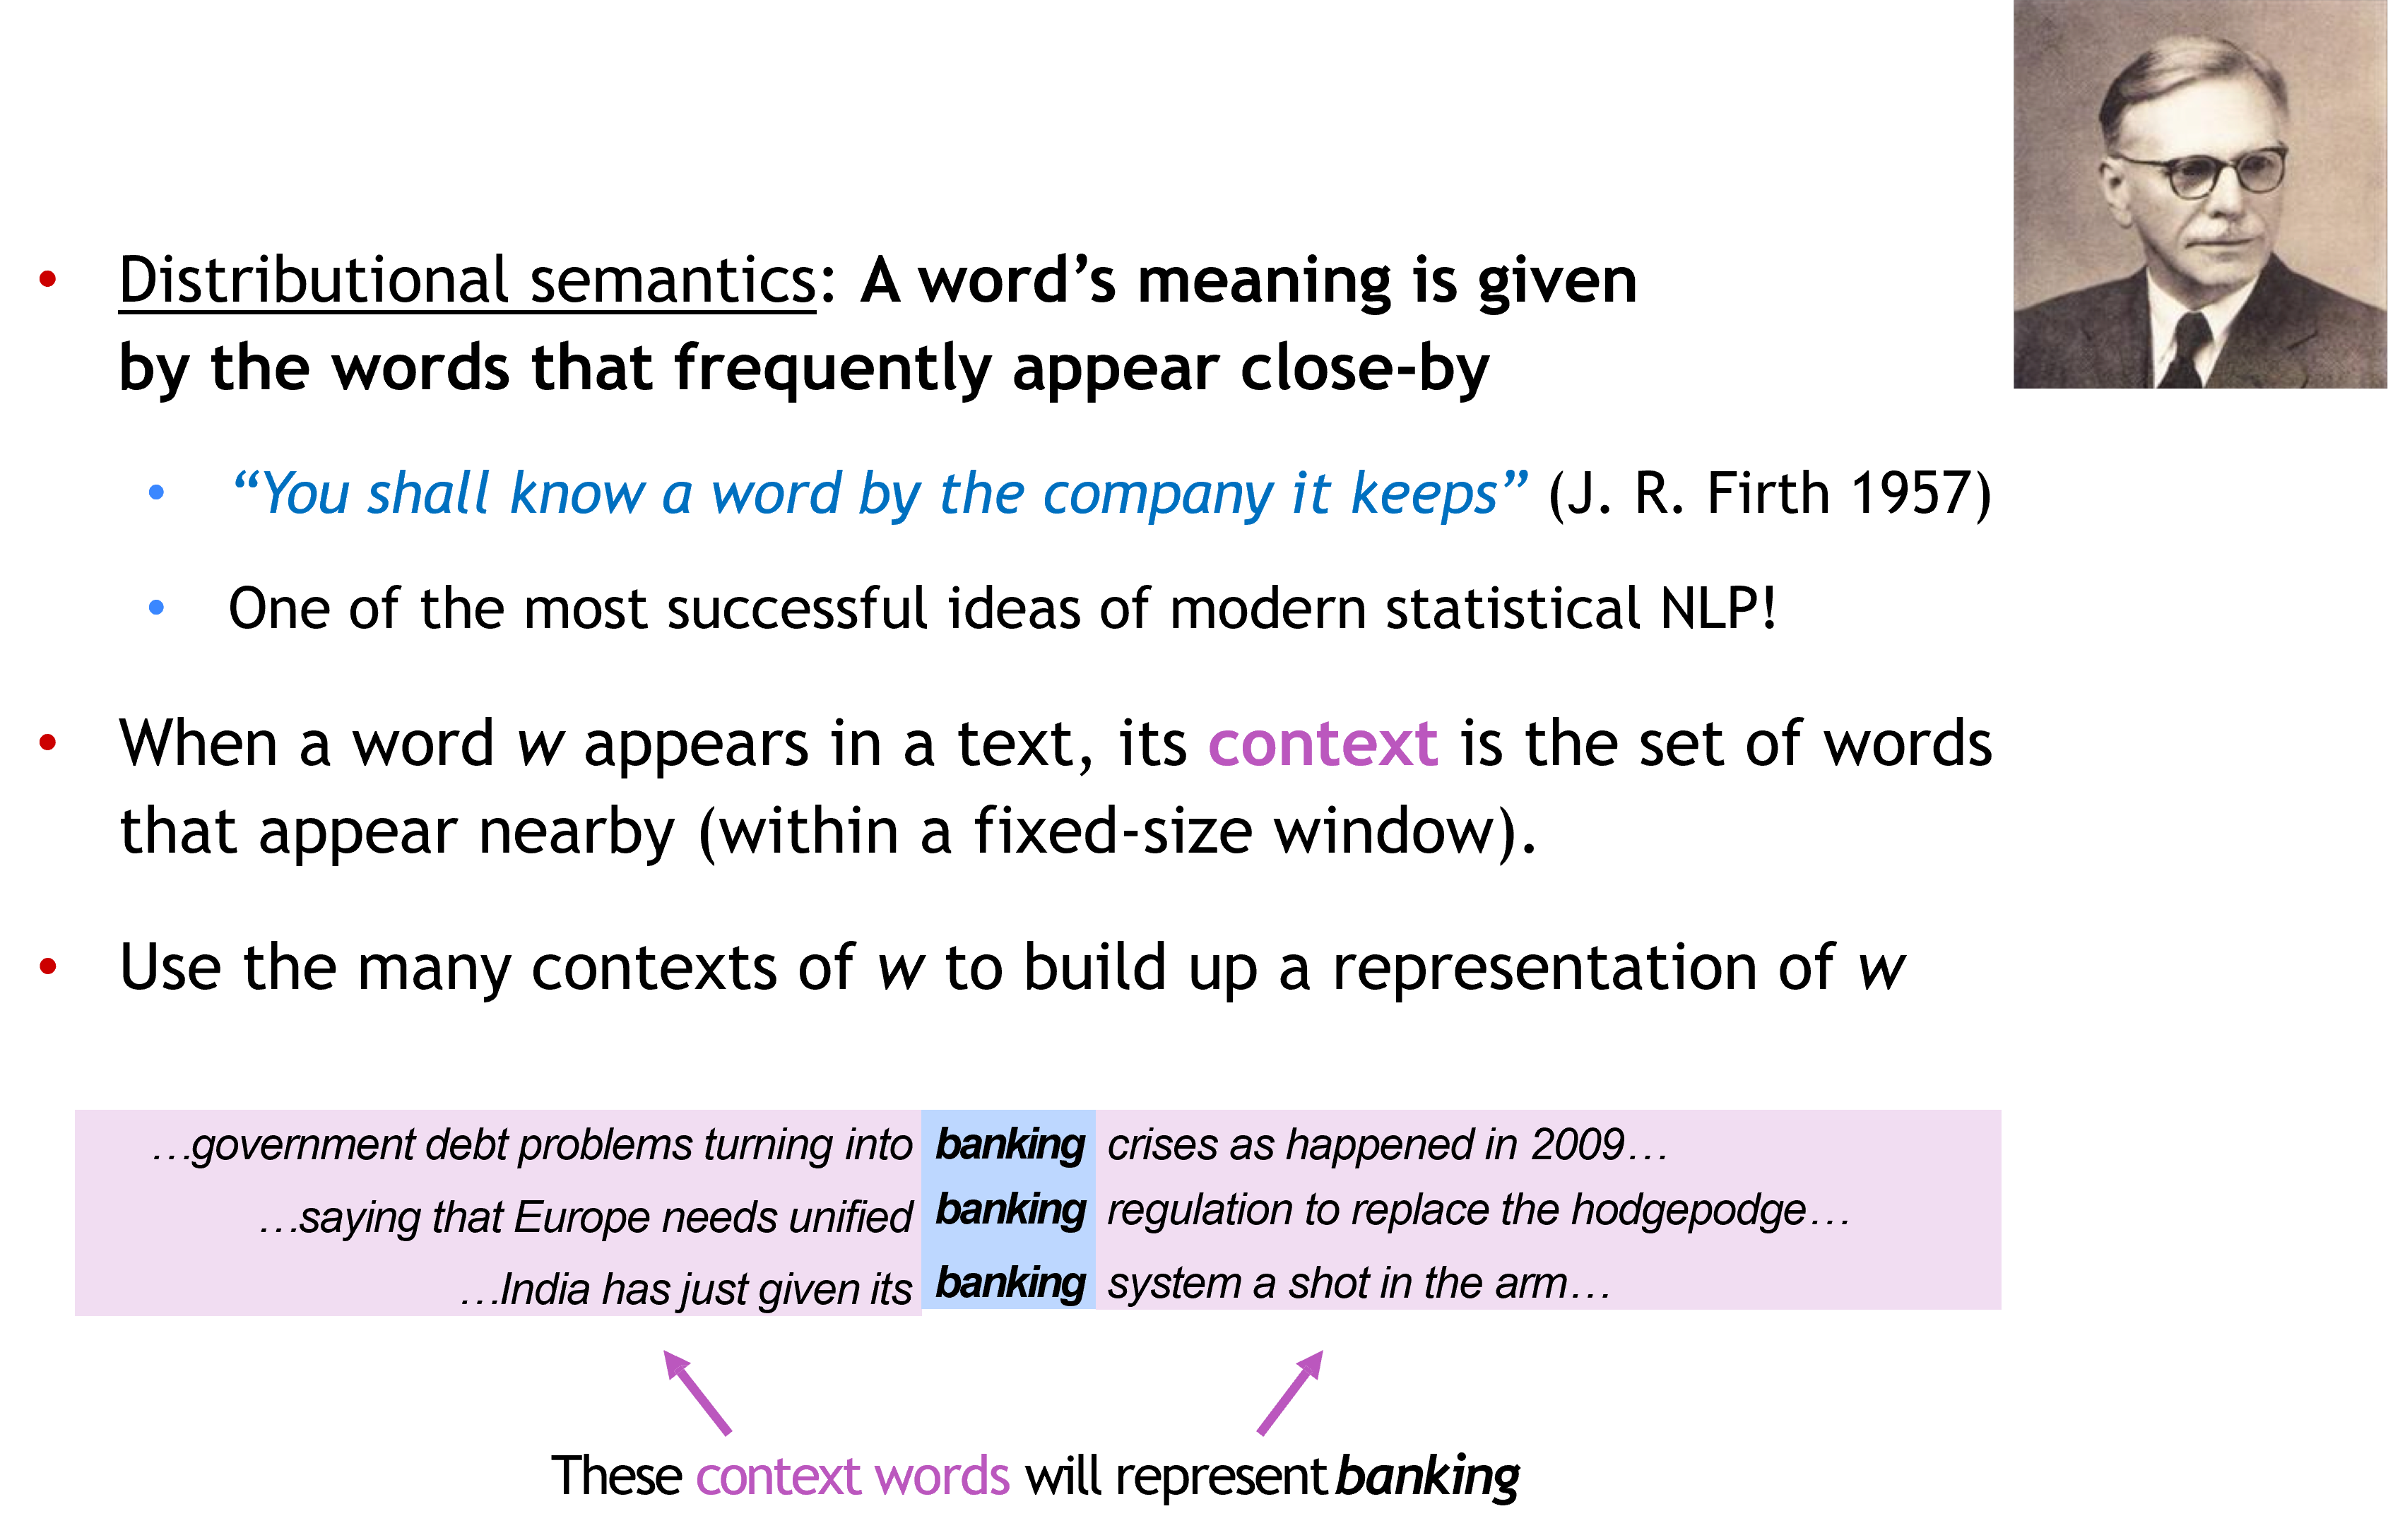 • Distributional semantics: A word’s meaning is given
by the words that frequently appear close-by
• “You shall know a word by the company it keeps” (J. R. Firth 1957)
• One of the most successful ideas of modern statistical NLP!
• When a word w appears in a text, its context is the set of words
that appear nearby (within a fixed-size window).
• Use the many contexts of w to build up a representation of w
…government debt problems turning into banking crises as happened in 2009…
…saying that Europe needs unified banking regulation to replace the hodgepodge…
…India has just given its banking system a shot in the arm…
These context words will represent banking